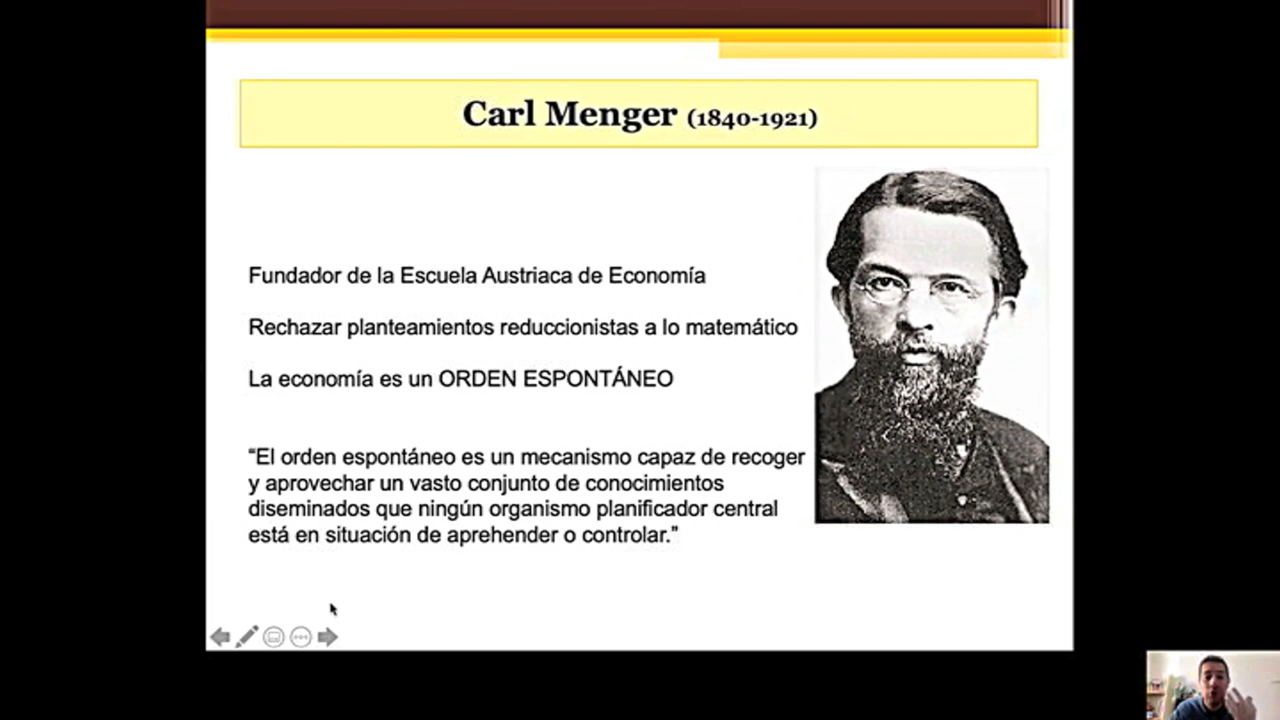 Carl Menger (1840-1921)
Fundador de la Escuela Austriaca de Economía
Rechazar planteamientos reduccionistas a lo matemático
La economía es un ORDEN ESPONTÁNEO
“El orden espontáneo es un mecanismo capaz de recoger
y aprovechar un vasto conjunto de conocimientos
diseminados que ningún organismo planificador central
está en situación de aprehender o controlar.”